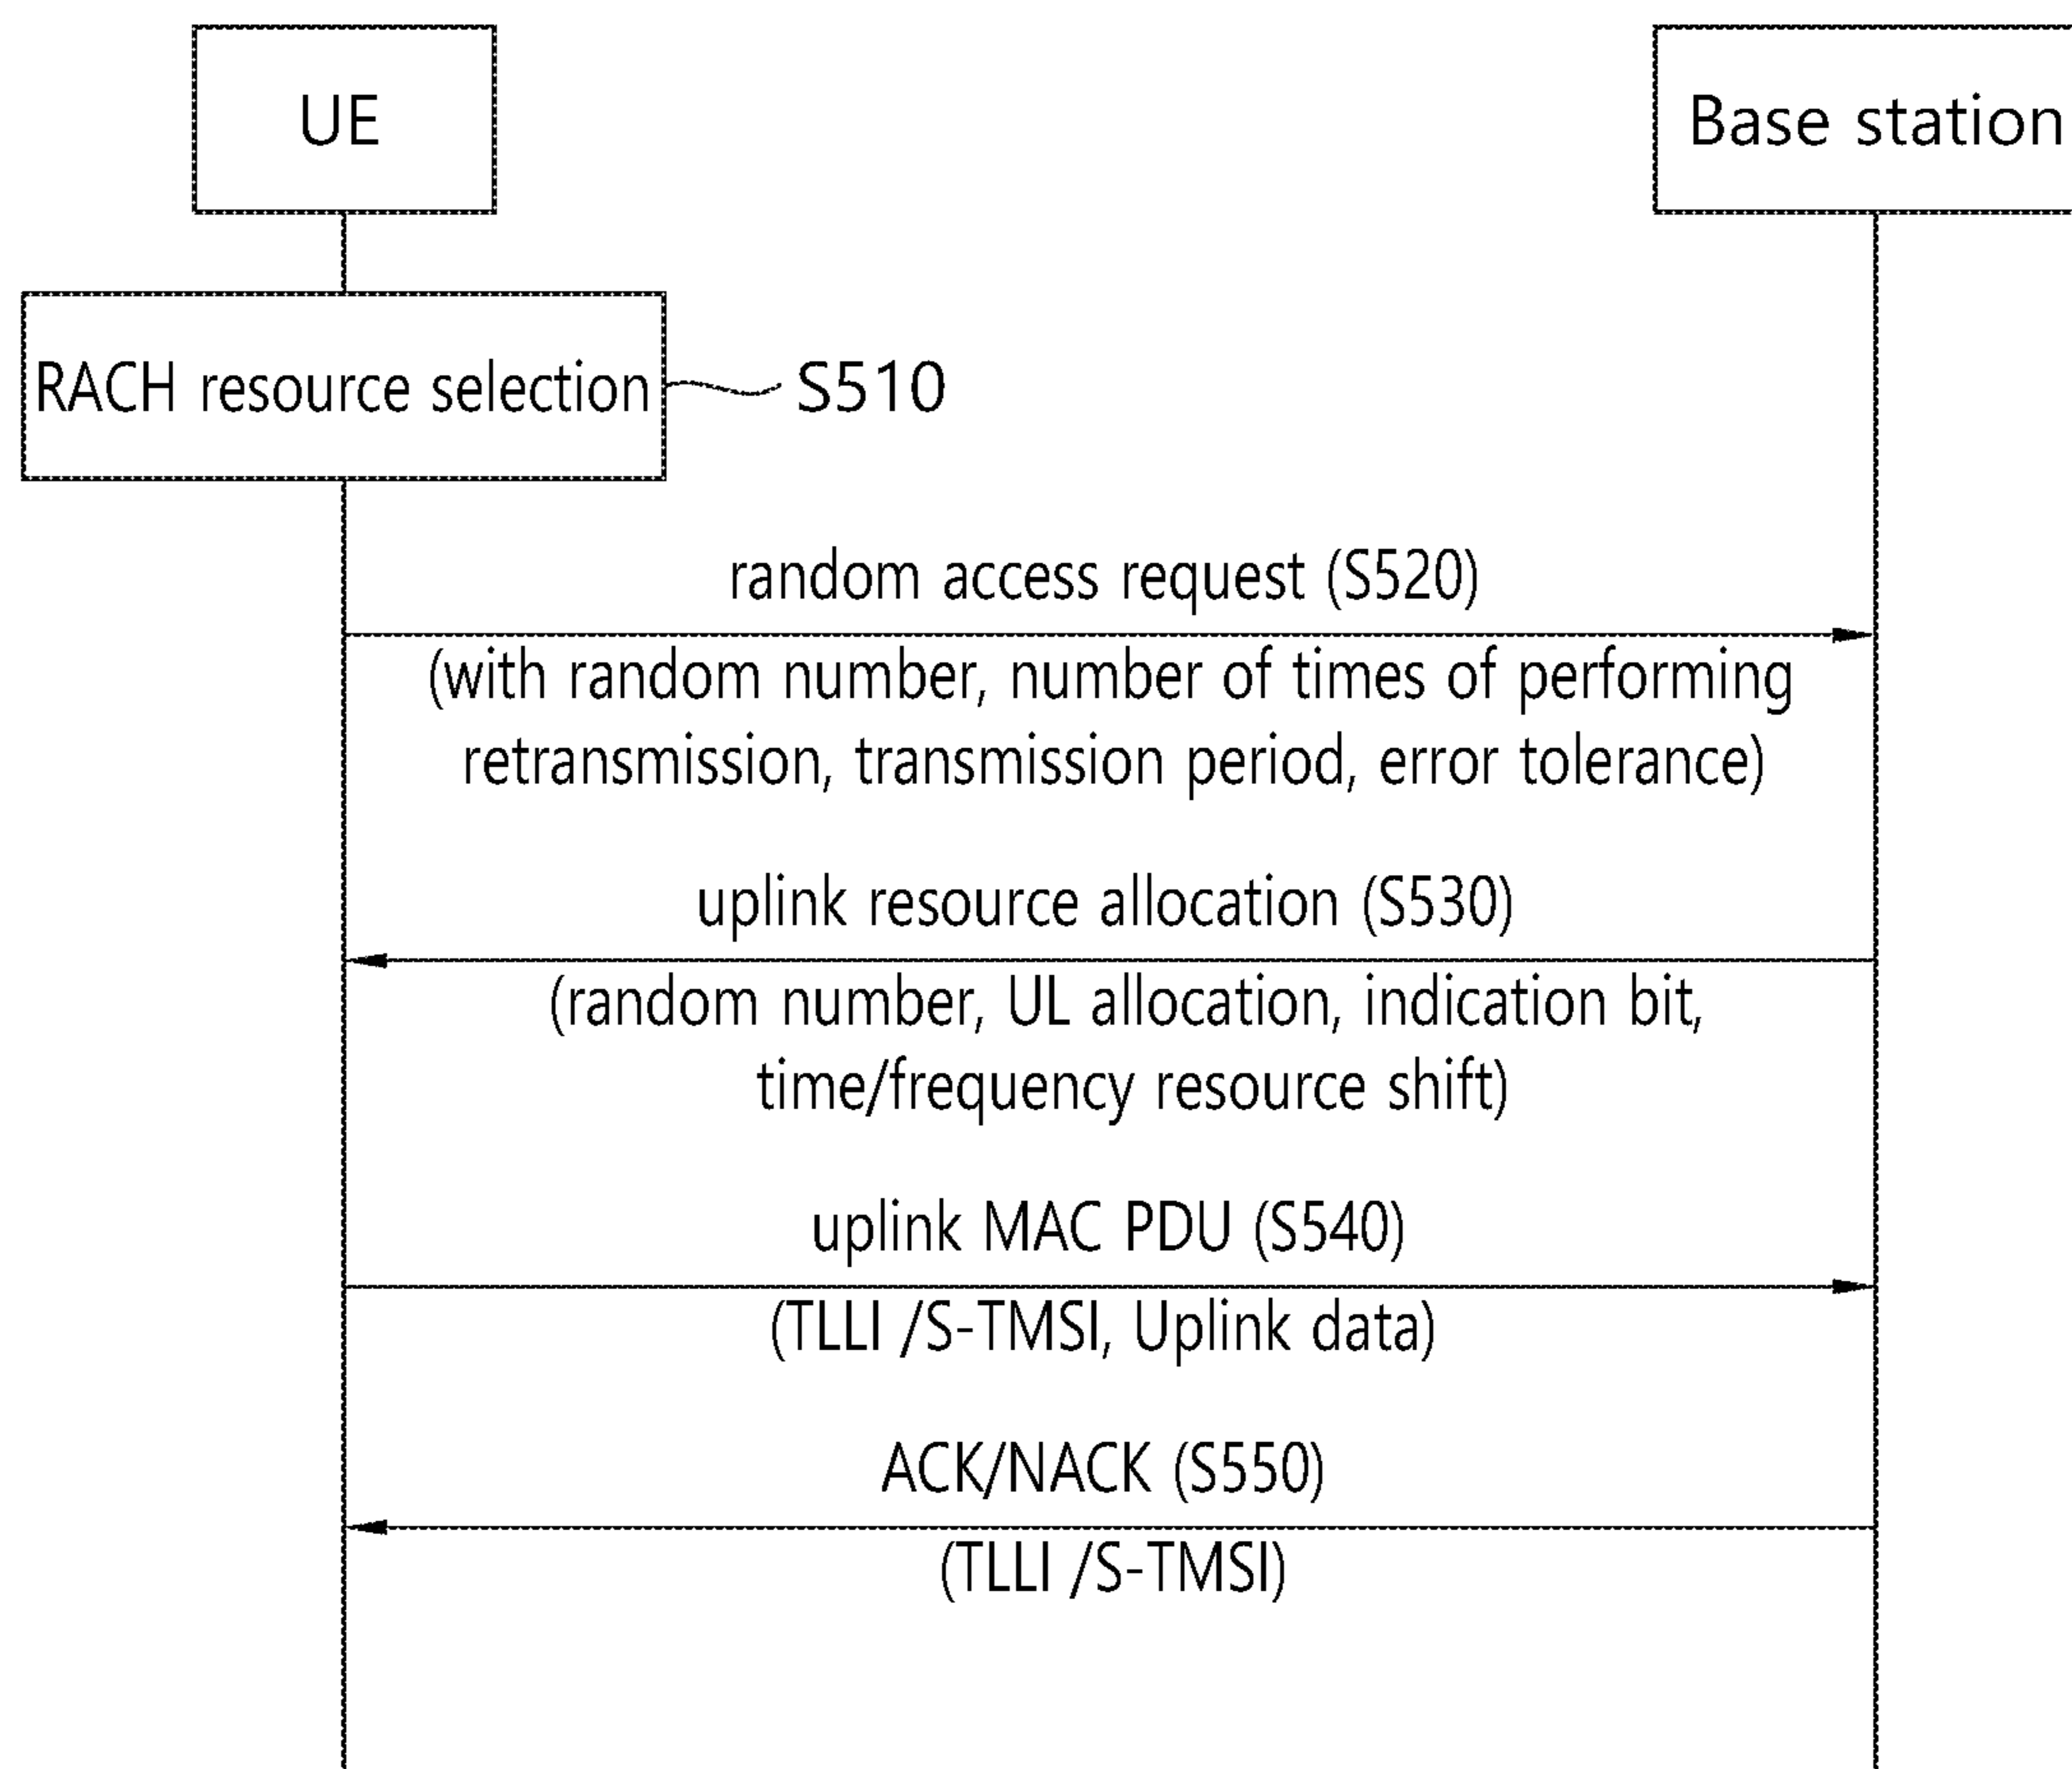 UE
Base station
RACH resource selection
S510
random access request (S520)
(with random number, number of times of performing
retransmission, transmission period, error tolerance)
uplink resource allocation (S530)
(random number, UL allocation, indication bit,
time/frequency resource shift)
uplink MAC PDU (S540)
(TLLI /S-TMSI, Uplink data)
ACK/NACK (S550)
(TLLI /S-TMSI)